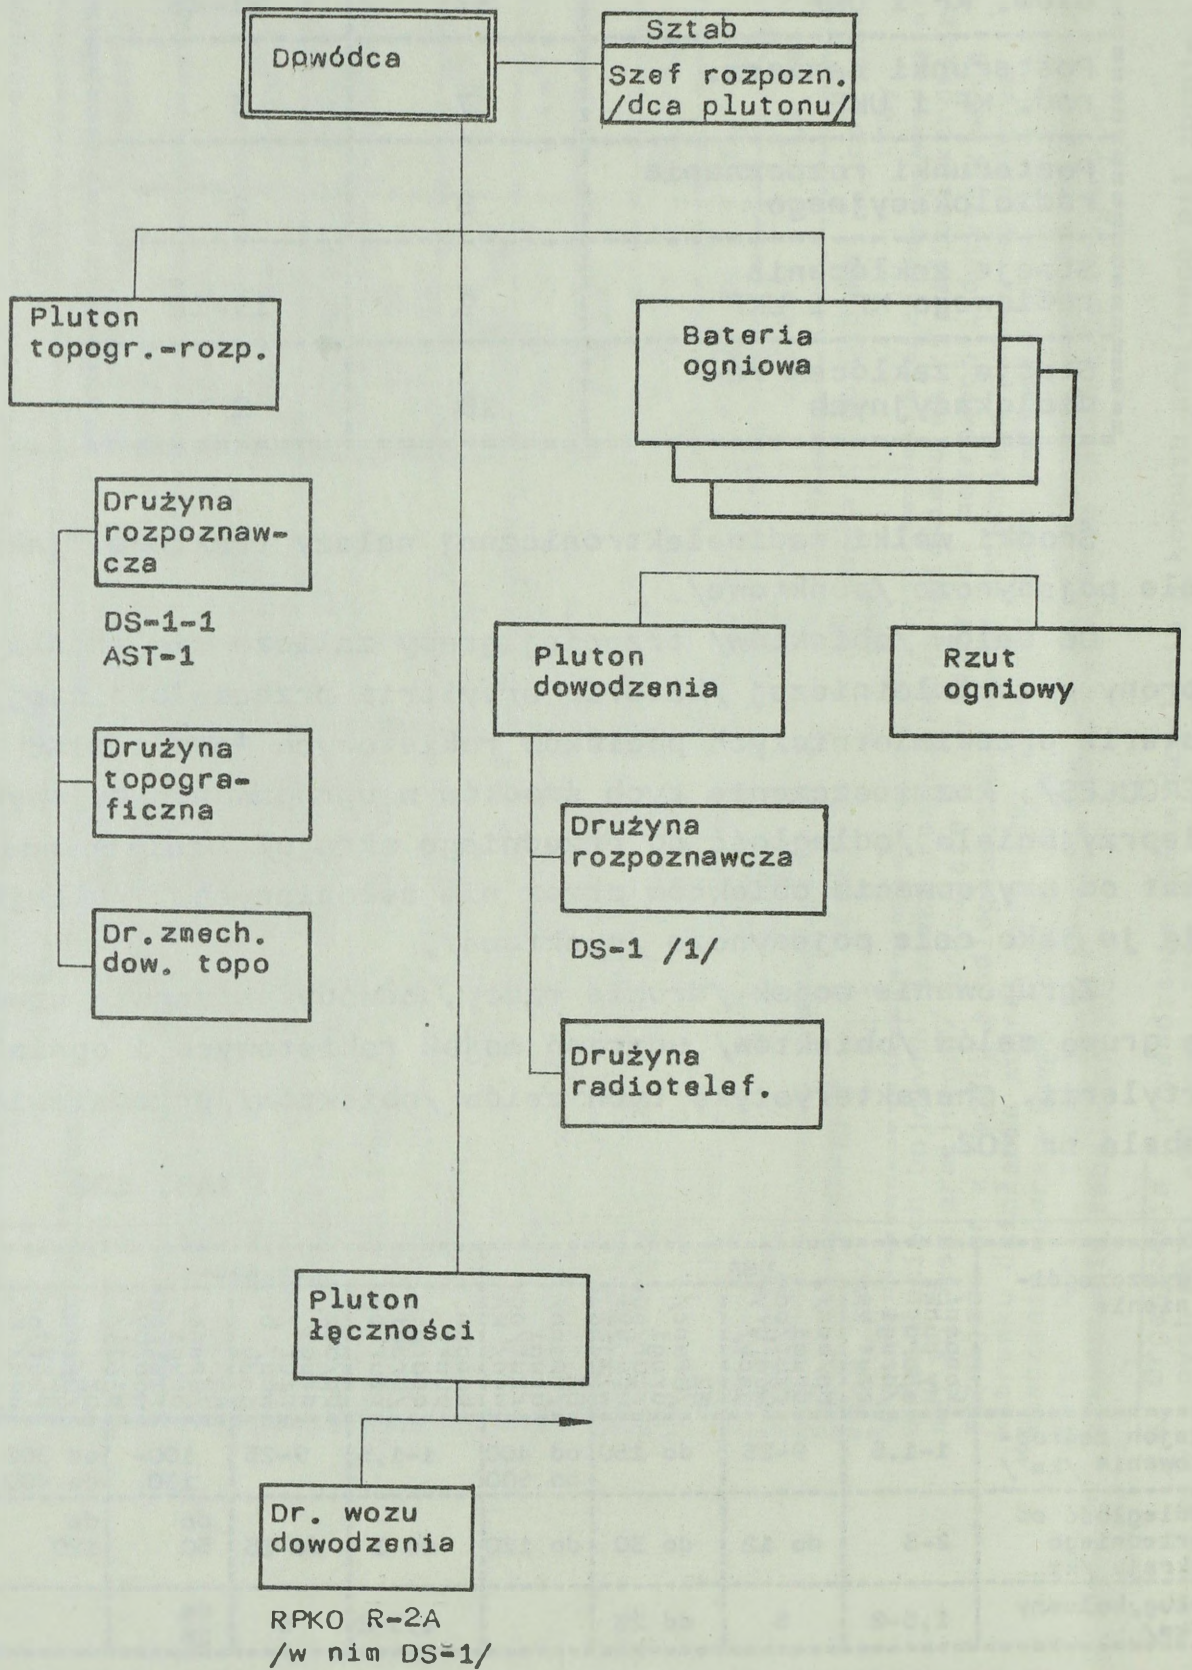 Dowódca
Sztab
Szef rozpozn.
/dca plutonu/
Pluton
topogr.-rozp.
Bateria
ogniowa
Drużyna
rozpoznaw-
cza
DS-1-1
AST-1
Drużyna
topogra-
ficzna
Dr.zmech.
dow. topo
Pluton
dowodzenia
Rzut
ogniowy
Drużyna
rozpoznawcza
DS-1 /1/
Drużyna
radiotelef.
Pluton
łęczności
Dr. wozu
dowodzenia
RPKO R-2A
/w nim DS-1/